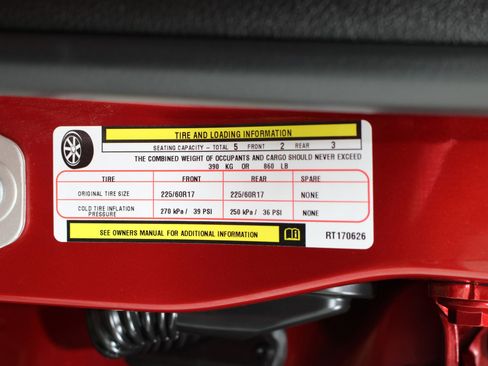 TIRE AND LOADING INFORMATION
SEATING CAPACITY - TOTAL 5 FRONT 2 REAR 3
THE COMBINED WEIGHT OF OCCUPANTS AND CARGO SHOULD NEVER EXCEED
390 KG OR 860 LB
TIRE FRONT REAR SPARE
ORIGINAL TIRE SIZE 225/60R17 225/60R17 NONE
COLD TIRE INFLATION PRESSURE 270 kPa / 39 PSI 250 kPa / 36 PSI NONE
SEE OWNERS MANUAL FOR ADDITIONAL INFORMATION RT170626